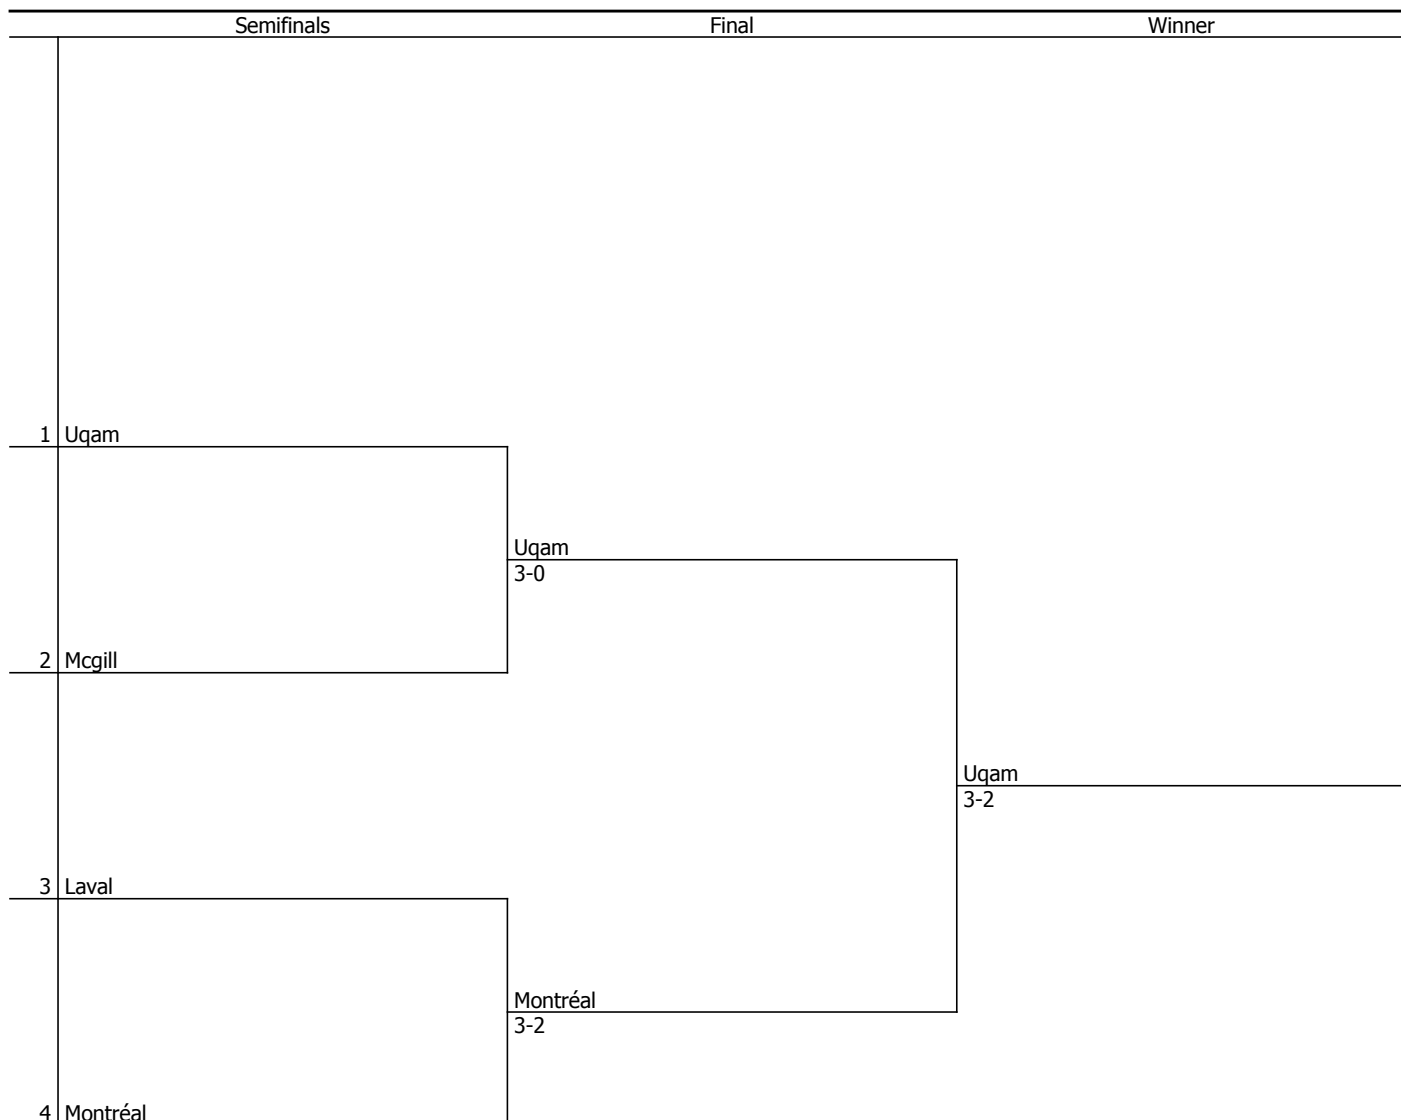 Semifinals Final Winner
1 Uqam
Uqam
3-0
2 Mcgill
Uqam
3-2
3 Laval
Montréal
3-2
4 Montréal